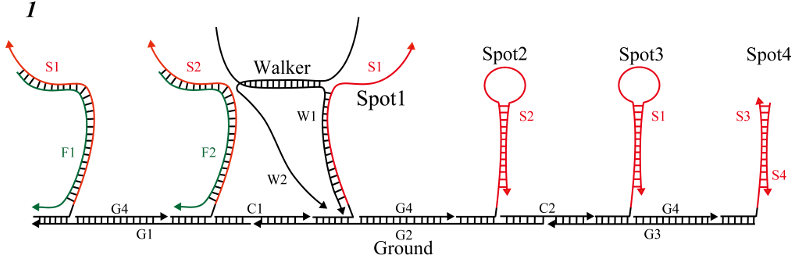 1
S1
S2
Walker
S1
Spot1
Spot2
Spot3
Spot4
W1
S2
S1
S3
F1
F2
W2
S4
G4
C1
G4
C2
G4
G1
G2
G3
Ground